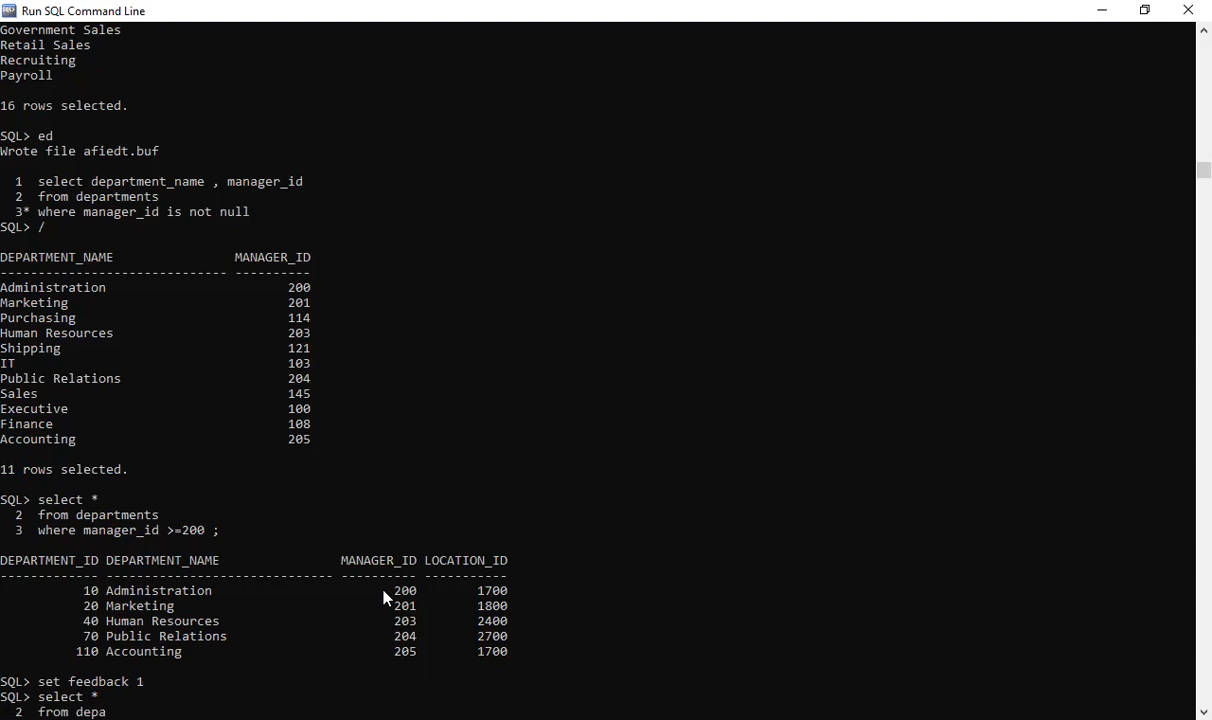 Run SQL Command Line
Government Sales
Retail Sales
Recruiting
Payroll
16 rows selected.
SQL> ed
Wrote file afiedt.buf
1 select department_name , manager_id
2 from departments
3* where manager_id is not null
SQL> /
DEPARTMENT_NAME MANAGER_ID
------------------------------ ----------
Administration 200
Marketing 201
Purchasing 114
Human Resources 203
Shipping 121
IT 103
Public Relations 204
Sales 145
Executive 100
Finance 108
Accounting 205
11 rows selected.
SQL> select *
2 from departments
3 where manager_id >=200 ;
DEPARTMENT_ID DEPARTMENT_NAME MANAGER_ID LOCATION_ID
------------- ------------------------------ ---------- -----------
10 Administration 200 1700
20 Marketing 201 1800
40 Human Resources 203 2400
70 Public Relations 204 2700
110 Accounting 205 1700
SQL> set feedback 1
SQL> select *
2 from depa